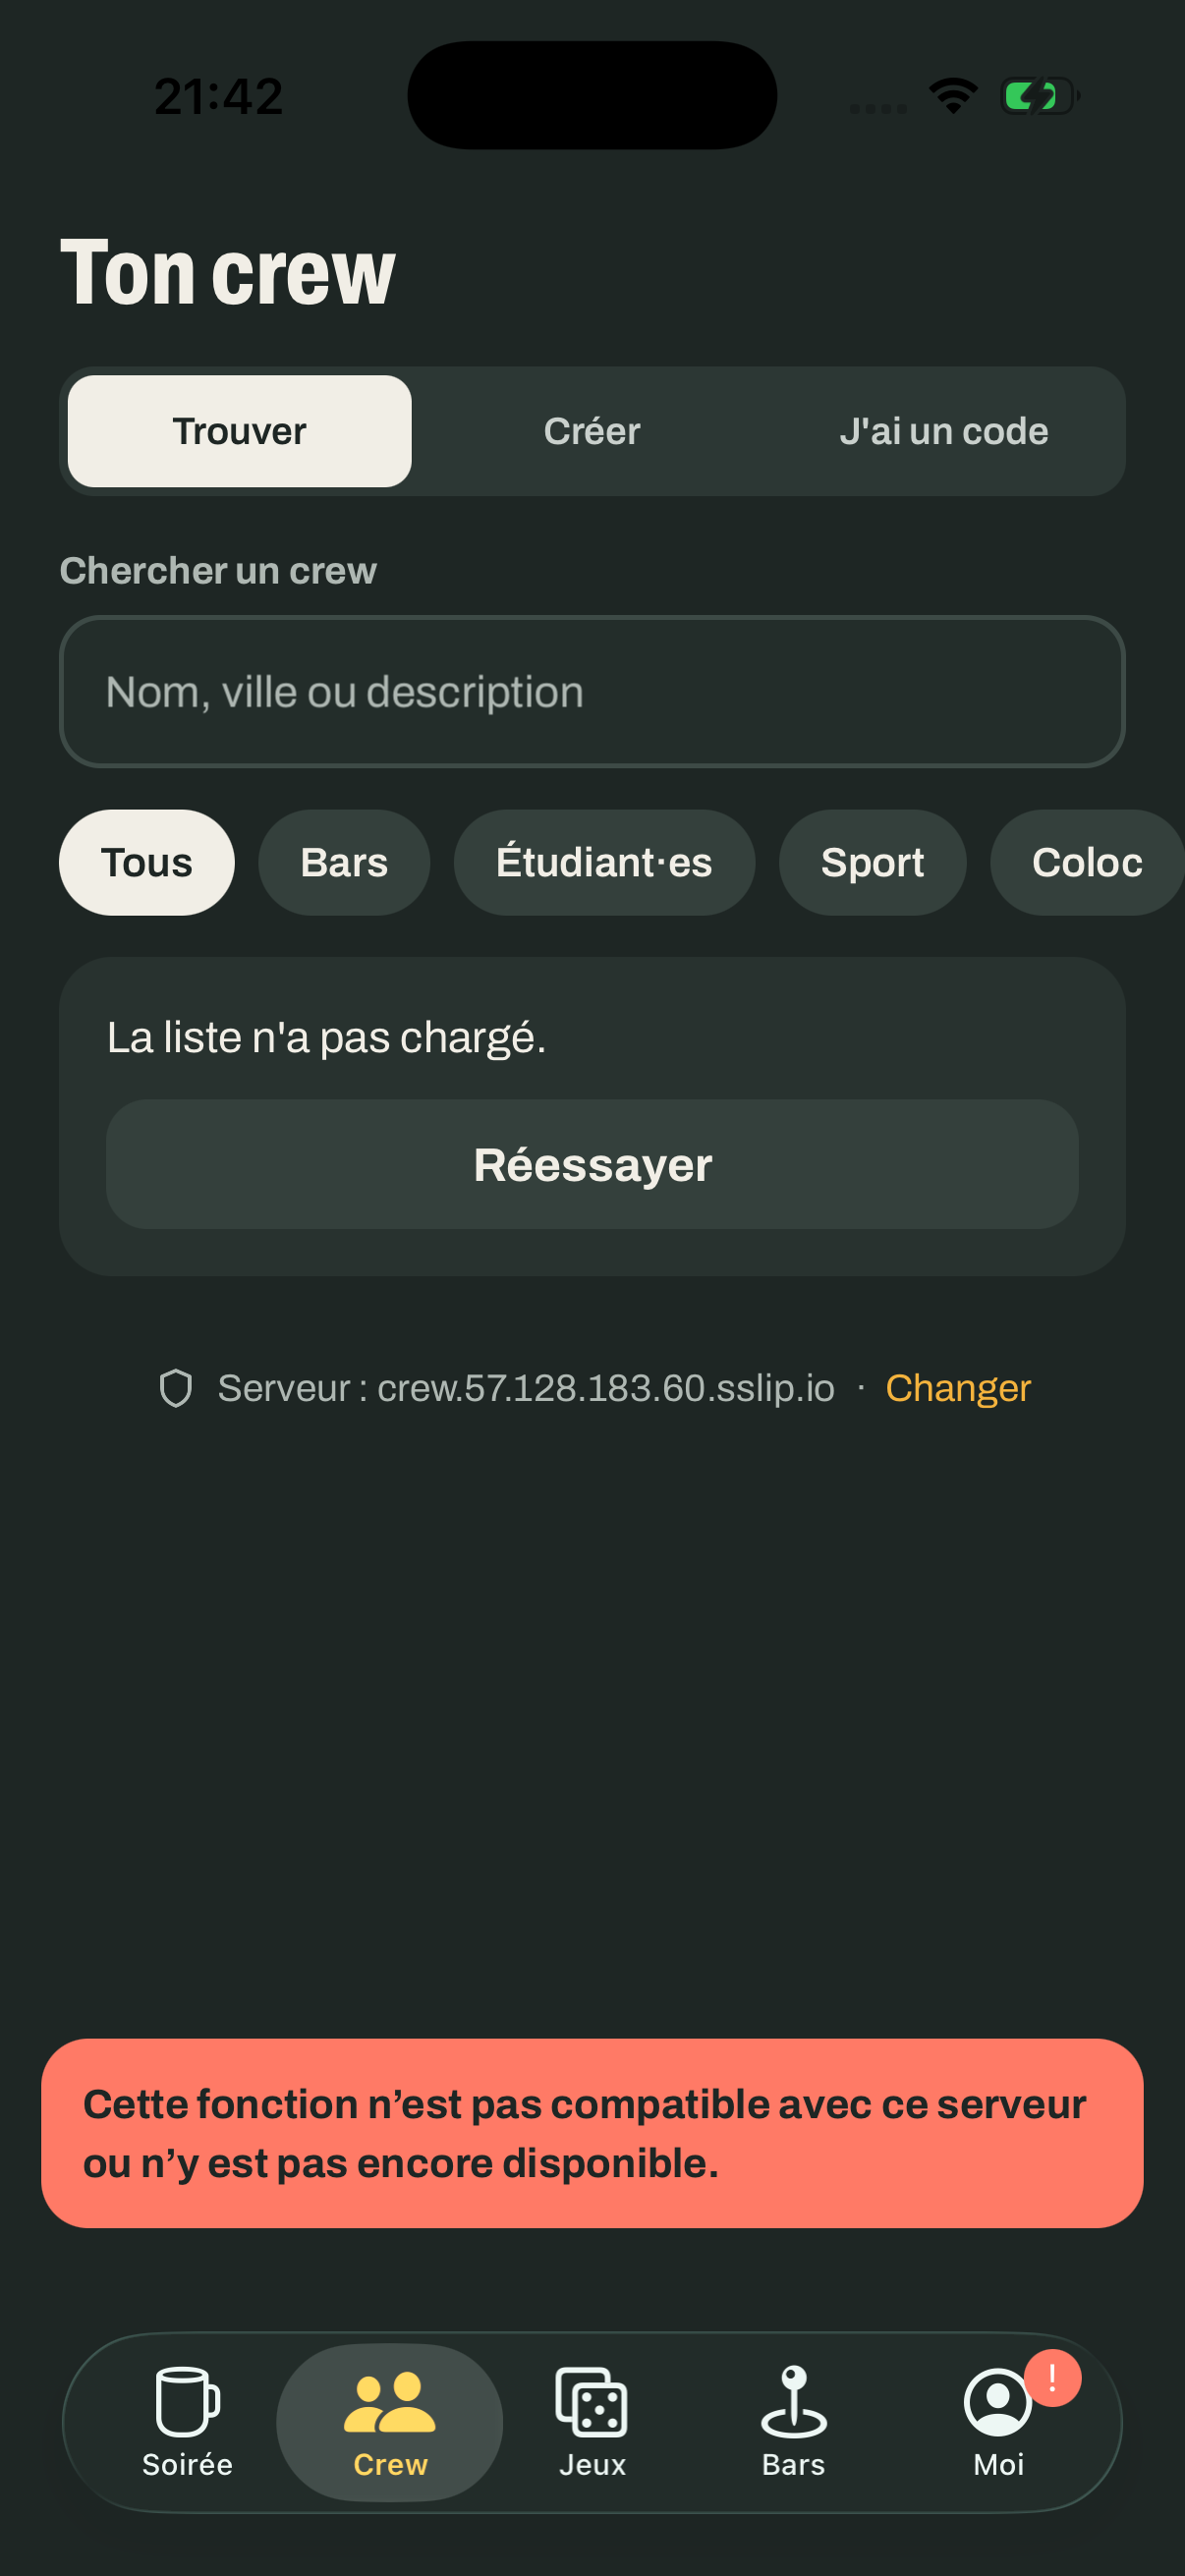 21:42
Ton crew
Trouver
Créer
J'ai un code
Chercher un crew
Nom, ville ou description
Tous
Bars
Étudiant·es
Sport
Coloc
La liste n'a pas chargé.
Réessayer
Serveur : crew.57.128.183.60.sslip.io · Changer
Cette fonction n’est pas compatible avec ce serveur
ou n’y est pas encore disponible.
!
Soirée
Crew
Jeux
Bars
Moi